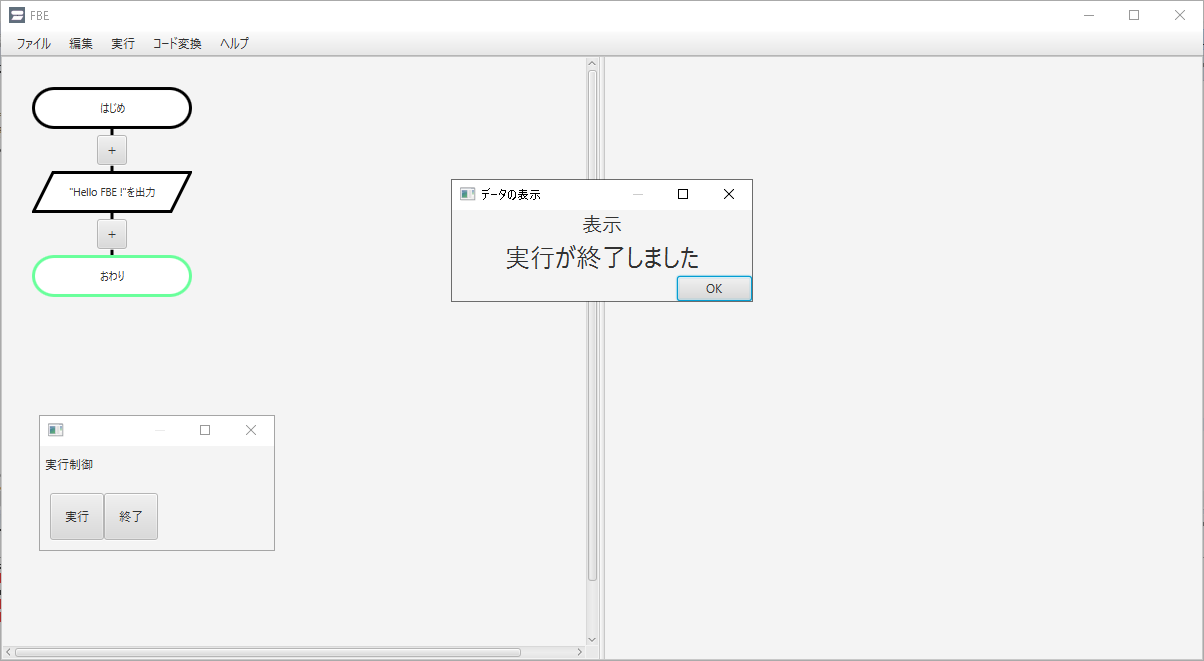 FBE
ファイル 編集 実行 コード変換 ヘルプ
はじめ
+
"Hello FBE !"を出力
+
おわり
データの表示
表示
実行が終了しました
OK
実行制御
実行 終了